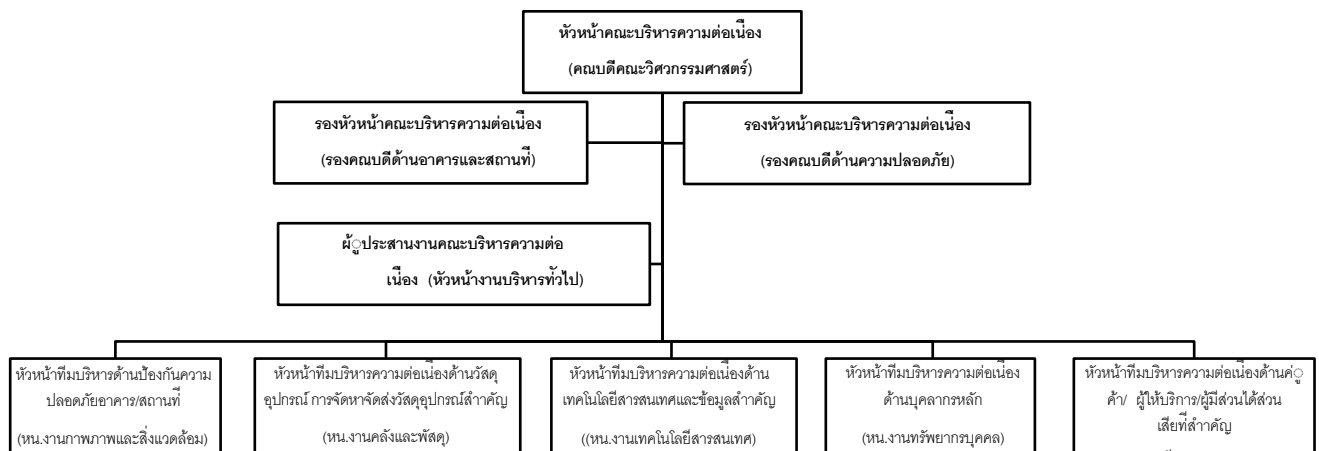 หัวหน้าคณะบริหารความต่อเนื่อง
(คณบดีคณะวิศวกรรมศาสตร์)
รองหัวหน้าคณะบริหารความต่อเนื่อง
(รองคณบดีด้านอาคารและสถานที่)
รองหัวหน้าคณะบริหารความต่อเนื่อง
(รองคณบดีด้านความปลอดภัย)
ผู้ประสานงานคณะบริหารความต่อ
เนื่อง (หัวหน้างานบริหารทั่วไป)
หัวหน้าทีมบริหารด้านป้องกันความ
ปลอดภัยอาคาร/สถานที่
(หน.งานกาพภาพและสิ่งแวดล้อม)
หัวหน้าทีมบริหารความต่อเนื่องด้านวัสดุ
อุปกรณ์ การจัดหาจัดส่งวัสดุอุปกรณ์สำาคัญ
(หน.งานคลังและพัสดุ)
หัวหน้าทีมบริหารความต่อเนื่องด้าน
เทคโนโลยีสารสนเทศและข้อมูลสำาคัญ
((หน.งานเทคโนโลยีสารสนเทศ)
หัวหน้าทีมบริหารความต่อเนื่อง
ด้านบุคลากรหลัก
(หน.งานทรัพยากรบุคคล)
หัวหน้าทีมบริหารความต่อเนื่องด้านคู่
ค้า/ ผู้ให้บริการ/ผู้มีส่วนได้ส่วน
เสียที่สำาคัญ